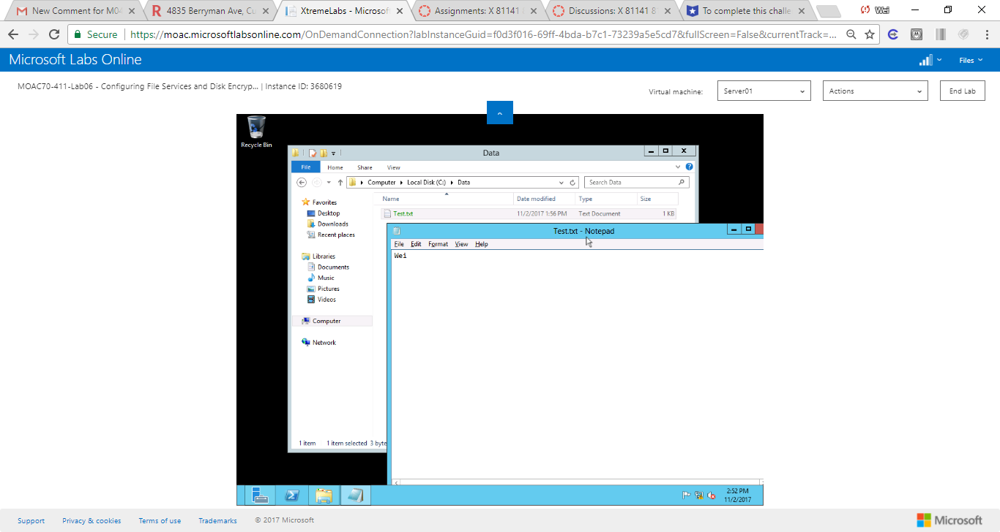 New Comment for M04
4835 Berryman Ave, Cu
XtremeLabs - Microsof
Assignments: X 81141
Discussions: X 81141 8
To complete this challe
Wei
Secure
https://moac.microsoftlabsonline.com/OnDemandConnection?labInstanceGuid=f0d3f016-69ff-4bda-b7c1-73239a5e5cd7&fullScreen=False&currentTrack=...
Microsoft Labs Online
Files
MOAC70-411-Lab06 - Configuring File Services and Disk Encryp... | Instance ID: 3680619
Virtual machine:
Server01
Actions
End Lab
Recycle Bin
Data
File Home Share View
Computer Local Disk (C:) Data
Search Data
Name Date modified Type Size
Test.txt 11/2/2017 1:56 PM Text Document 1 KB
Favorites
Desktop
Downloads
Recent places
Libraries
Documents
Music
Pictures
Videos
Computer
Network
1 item 1 item selected 3 byte
Test.txt - Notepad
File Edit Format View Help
Wei
2:52 PM
11/2/2017
Support Privacy & cookies Terms of use Trademarks © 2017 Microsoft
Microsoft